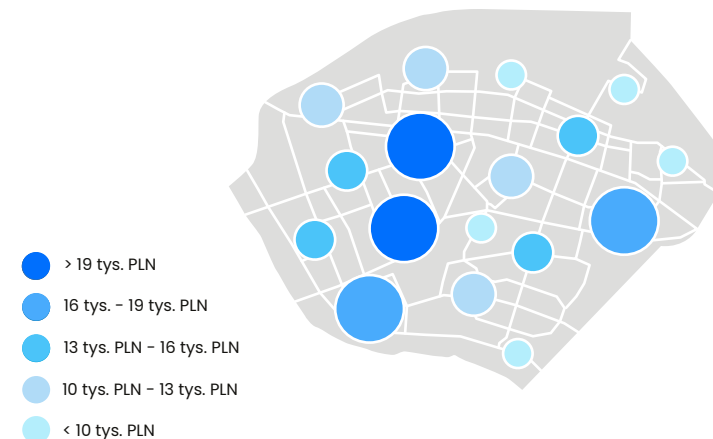 > 19 tys. PLN
16 tys. - 19 tys. PLN
13 tys. PLN - 16 tys. PLN
10 tys. PLN - 13 tys. PLN
< 10 tys. PLN